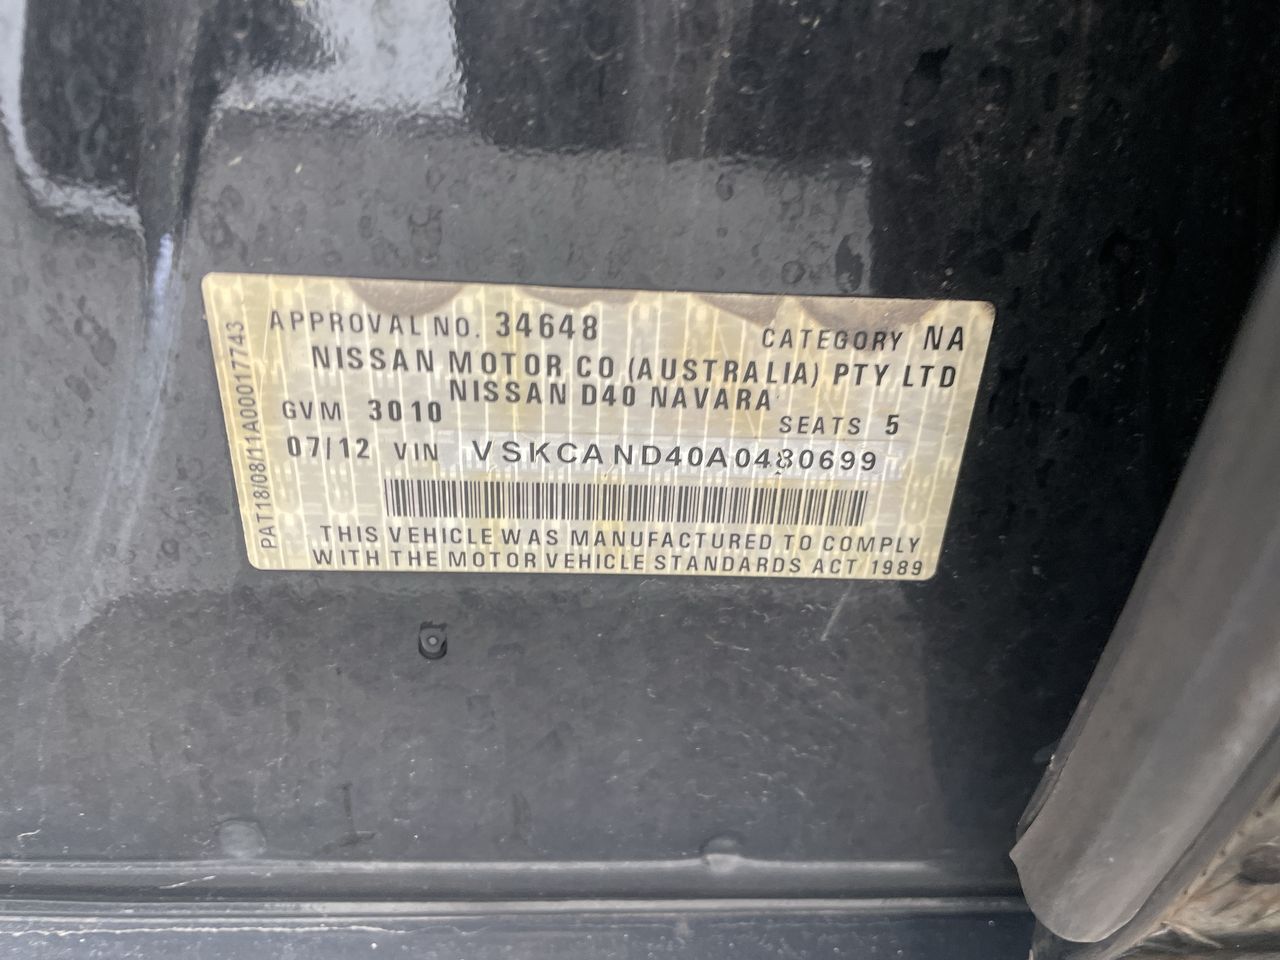 APPROVAL NO. 34648 CATEGORY NA
NISSAN MOTOR CO (AUSTRALIA) PTY LTD
NISSAN D40 NAVARA
GVM 3010 SEATS 5
07/12 VIN VSKCAND40A0480699
THIS VEHICLE WAS MANUFACTURED TO COMPLY
WITH THE MOTOR VEHICLE STANDARDS ACT 1989
PAT18/08/11A00017743